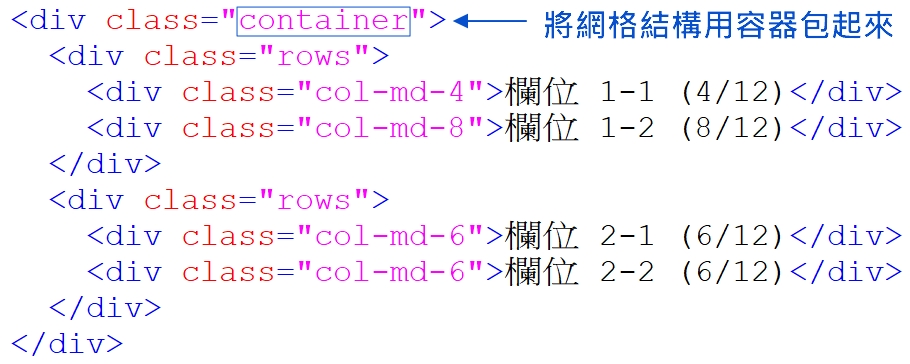 <div class="container"> 將網格結構用容器包起來
<div class="rows">
<div class="col-md-4">欄位 1-1 (4/12)</div>
<div class="col-md-8">欄位 1-2 (8/12)</div>
</div>
<div class="rows">
<div class="col-md-6">欄位 2-1 (6/12)</div>
<div class="col-md-6">欄位 2-2 (6/12)</div>
</div>
</div>